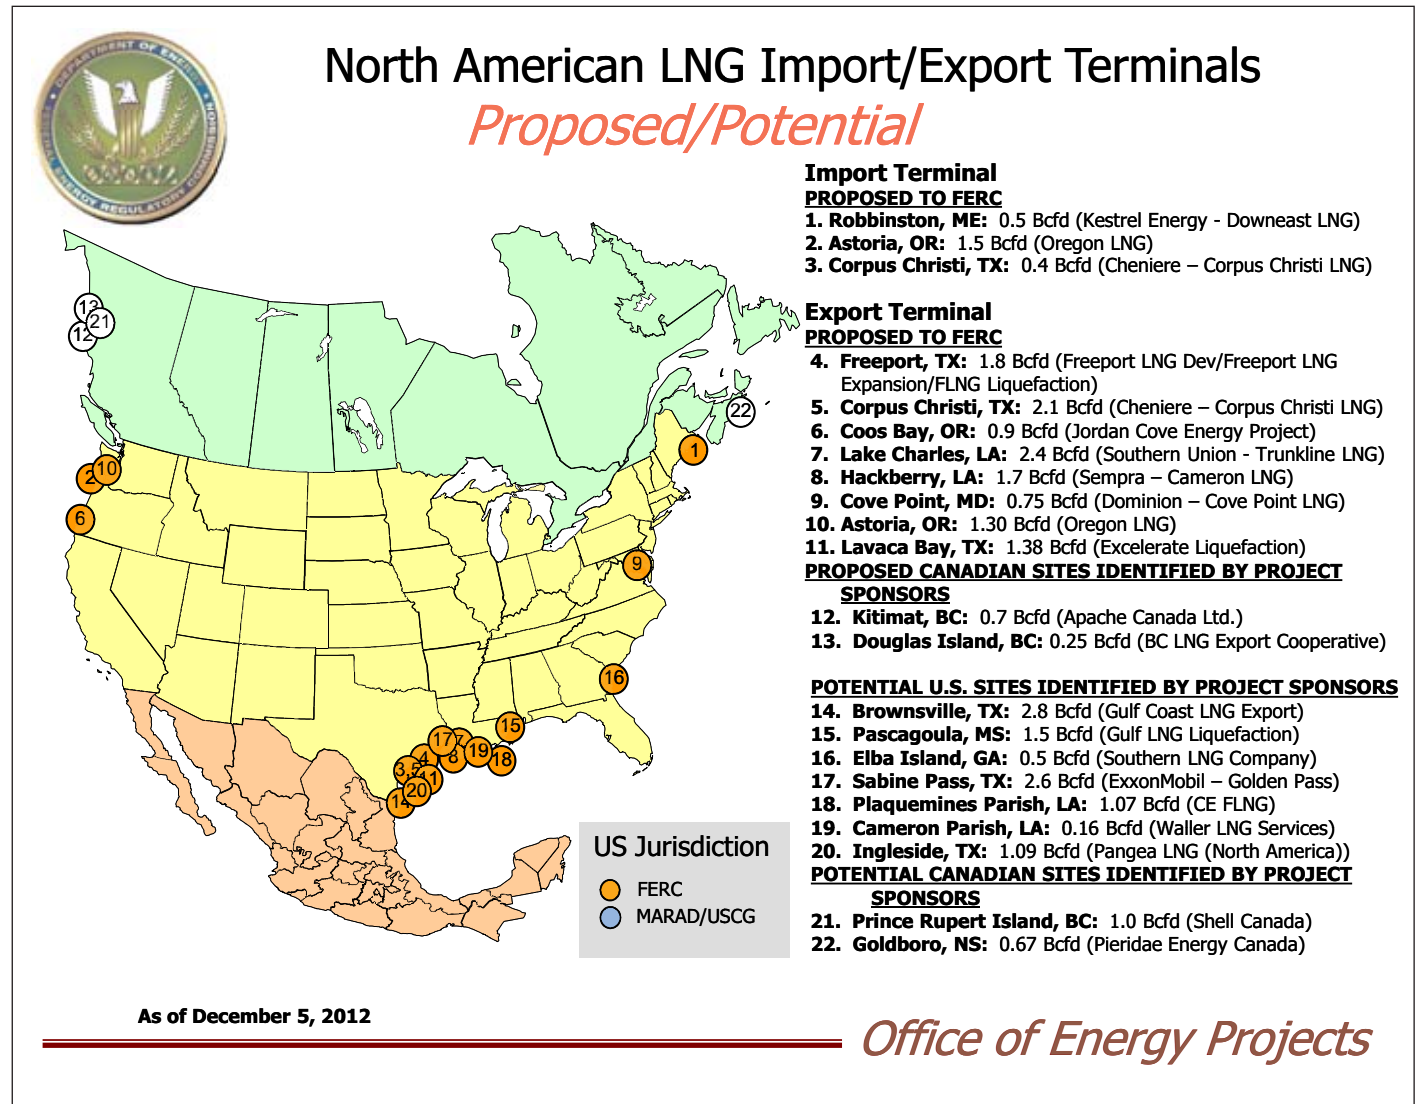 North American LNG Import/Export Terminals
Proposed/Potential
DEPARTMENT OF ENERGY
FEDERAL ENERGY REGULATORY COMMISSION
Import Terminal
PROPOSED TO FERC
1. Robbinston, ME: 0.5 Bcfd (Kestrel Energy - Downeast LNG)
2. Astoria, OR: 1.5 Bcfd (Oregon LNG)
3. Corpus Christi, TX: 0.4 Bcfd (Cheniere – Corpus Christi LNG)
Export Terminal
PROPOSED TO FERC
4. Freeport, TX: 1.8 Bcfd (Freeport LNG Dev/Freeport LNG
Expansion/FLNG Liquefaction)
5. Corpus Christi, TX: 2.1 Bcfd (Cheniere – Corpus Christi LNG)
6. Coos Bay, OR: 0.9 Bcfd (Jordan Cove Energy Project)
7. Lake Charles, LA: 2.4 Bcfd (Southern Union - Trunkline LNG)
8. Hackberry, LA: 1.7 Bcfd (Sempra – Cameron LNG)
9. Cove Point, MD: 0.75 Bcfd (Dominion – Cove Point LNG)
10. Astoria, OR: 1.30 Bcfd (Oregon LNG)
11. Lavaca Bay, TX: 1.38 Bcfd (Excelerate Liquefaction)
PROPOSED CANADIAN SITES IDENTIFIED BY PROJECT
SPONSORS
12. Kitimat, BC: 0.7 Bcfd (Apache Canada Ltd.)
13. Douglas Island, BC: 0.25 Bcfd (BC LNG Export Cooperative)
POTENTIAL U.S. SITES IDENTIFIED BY PROJECT SPONSORS
14. Brownsville, TX: 2.8 Bcfd (Gulf Coast LNG Export)
15. Pascagoula, MS: 1.5 Bcfd (Gulf LNG Liquefaction)
16. Elba Island, GA: 0.5 Bcfd (Southern LNG Company)
17. Sabine Pass, TX: 2.6 Bcfd (ExxonMobil – Golden Pass)
18. Plaquemines Parish, LA: 1.07 Bcfd (CE FLNG)
19. Cameron Parish, LA: 0.16 Bcfd (Waller LNG Services)
20. Ingleside, TX: 1.09 Bcfd (Pangea LNG (North America))
POTENTIAL CANADIAN SITES IDENTIFIED BY PROJECT
SPONSORS
21. Prince Rupert Island, BC: 1.0 Bcfd (Shell Canada)
22. Goldboro, NS: 0.67 Bcfd (Pieridae Energy Canada)
13
21
12
22
1
2
10
6
9
16
15
17
7
19
18
4
8
3,5
11
20
14
US Jurisdiction
FERC
MARAD/USCG
As of December 5, 2012
Office of Energy Projects